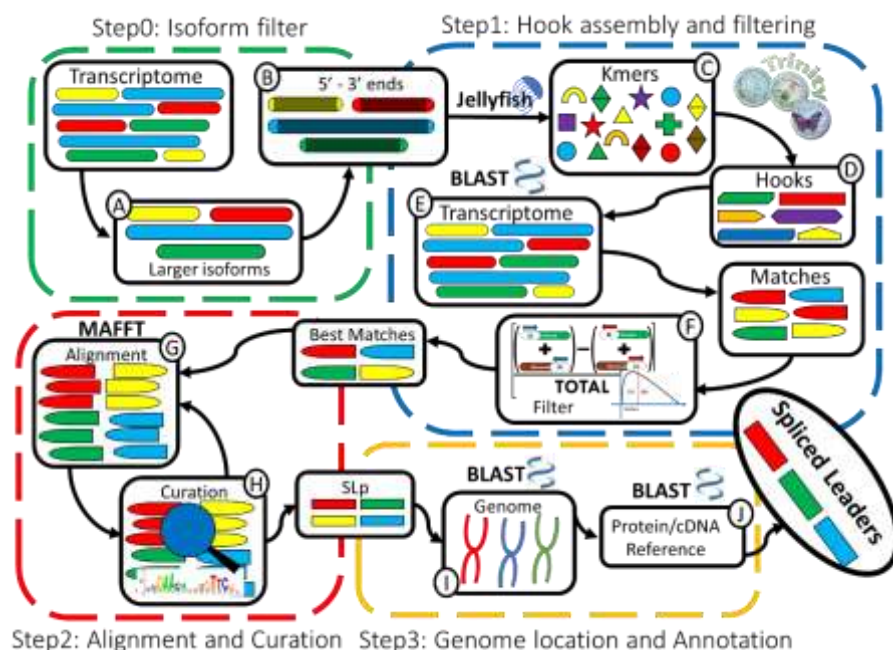 Step0: Isoform filter
Step1: Hook assembly and filtering
Transcriptome
A
Larger isoforms
B
5′ - 3′ ends
Jellyfish
C
Kmers
Trinity
D
Hooks
BLAST
E
Transcriptome
Matches
F
TOTAL
Filter
Best Matches
MAFFT
G
Alignment
H
Curation
SLp
BLAST
Genome
I
BLAST
J
Protein/cDNA
Reference
Spliced Leaders
Step2: Alignment and Curation
Step3: Genome location and Annotation